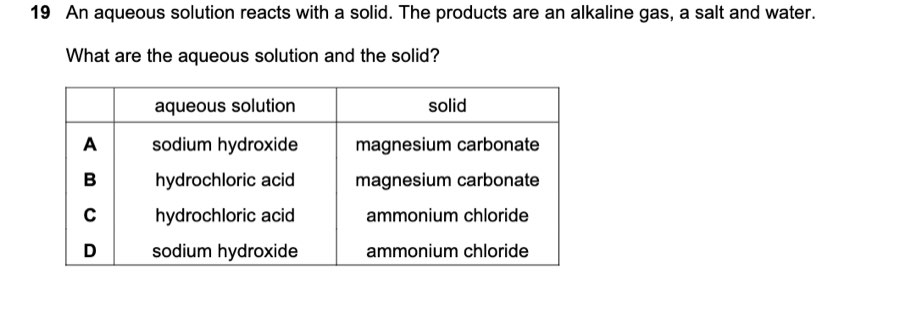 19 An aqueous solution reacts with a solid. The products are an alkaline gas, a salt and water.
What are the aqueous solution and the solid?
aqueous solution solid
A sodium hydroxide magnesium carbonate
B hydrochloric acid magnesium carbonate
C hydrochloric acid ammonium chloride
D sodium hydroxide ammonium chloride